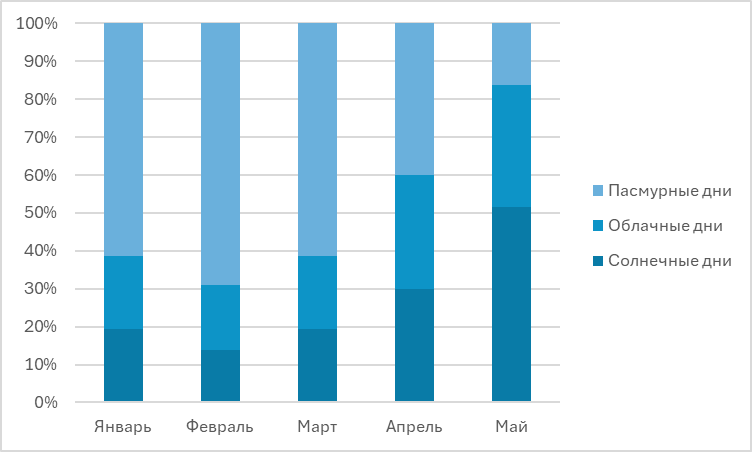 100%
90%
80%
70%
60%
50%
40%
30%
20%
10%
0%
Январь Февраль Март Апрель Май
Пасмурные дни
Облачные дни
Солнечные дни